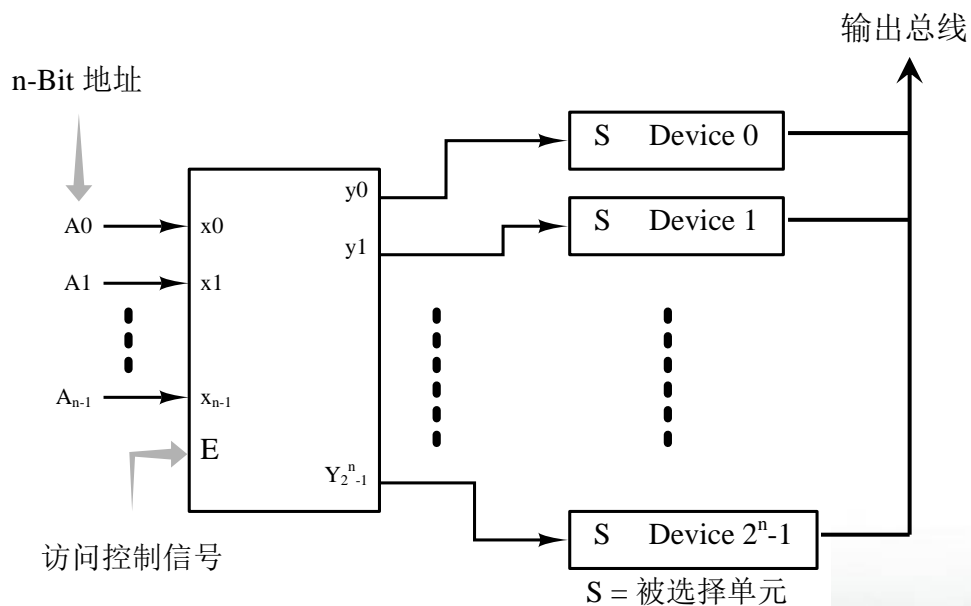 输出总线
n-Bit 地址
S Device 0
y0
A0 x0
S Device 1
y1
A1 x1
Aₙ₋₁ xₙ₋₁
E
Y₂ⁿ₋₁
S Device 2ⁿ-1
访问控制信号
S = 被选择单元